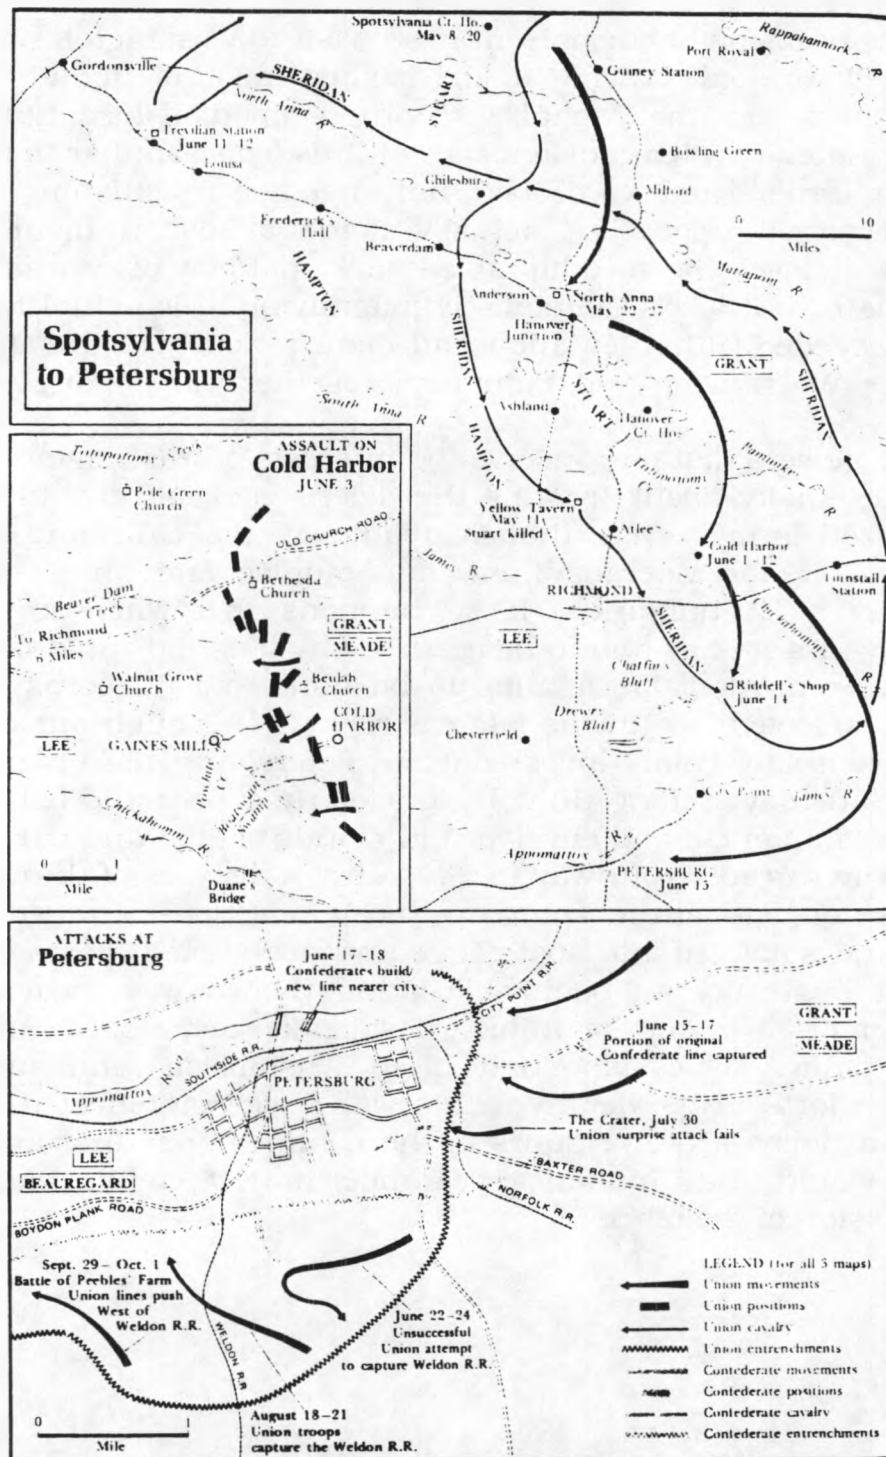 Spotsylvania Ct. Ho.
May 8-20
Rappahannock R
Port Royal
Gordonsville
Guiney Station
SHERIDAN
STUART
North Anna R
Trevilian Station
June 11-12
Louisa
Bowling Green
Chilesburg
Milford
Frederick's
Hall
Beaverdam
0 10
Miles
HAMPTON
Mattapony R
Anderson
North Anna
May 22-27
Hanover
Junction
Spotsylvania
to Petersburg
SHERIDAN
GRANT
SHERIDAN
STUART
South Anna R
Ashland
Hanover
Ct. Ho.
HAMPTON
Totopotomoy
Pamunkey R
Yellow Tavern
May 11
Stuart killed
Atlee
Cold Harbor
June 1-12
Tunstall
Station
James R
RICHMOND
Chickahominy R
LEE
SHERIDAN
Chaffin's
Bluff
Riddell's Shop
June 14
Drewry
Bluff
Chesterfield
City Point
James R
Appomattox R
PETERSBURG
June 15
ASSAULT ON
Cold Harbor
JUNE 3
Totopotomoy Creek
Pole Green
Church
OLD CHURCH ROAD
Bethesda
Church
Beaver Dam
Creek
To Richmond
6 Miles
GRANT
MEADE
Walnut Grove
Church
Beulah
Church
COLD
HARBOR
LEE
GAINES MILL
Powhite
Chickahominy R
0 1
Mile
Duane's
Bridge
ATTACKS AT
Petersburg
June 17-18
Confederates build
new line nearer city
CITY POINT R.R.
GRANT
MEADE
June 15-17
Portion of original
Confederate line captured
Appomattox River
SOUTHSIDE R.R.
PETERSBURG
The Crater, July 30
Union surprise attack fails
LEE
BEAUREGARD
BAXTER ROAD
NORFOLK R.R.
BOYDON PLANK ROAD
Sept. 29-Oct. 1
Battle of Peebles' Farm
Union lines push
West of
Weldon R.R.
WELDON R.R
June 22-24
Unsuccessful
Union attempt
to capture Weldon R.R.
August 18-21
Union troops
capture the Weldon R.R.
0 1
Mile
LEGEND (for all 3 maps)
Union movements
Union positions
Union cavalry
Union entrenchments
Confederate movements
Confederate positions
Confederate cavalry
Confederate entrenchments